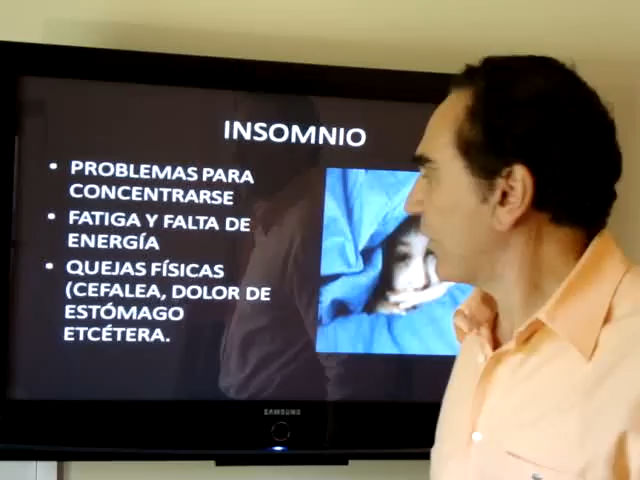 INSOMNIO
• PROBLEMAS PARA
CONCENTRARSE
• FATIGA Y FALTA DE
ENERGÍA
• QUEJAS FÍSICAS
(CEFALEA, DOLOR DE
ESTÓMAGO
ETCÉTERA.
SAMSUNG